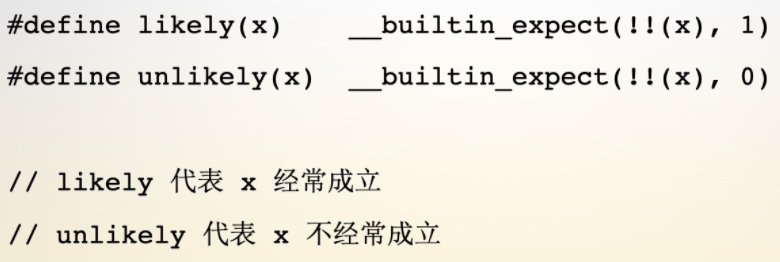 #define likely(x)    __builtin_expect(!!(x), 1)
#define unlikely(x)  __builtin_expect(!!(x), 0)
// likely 代表 x 经常成立
// unlikely 代表 x 不经常成立